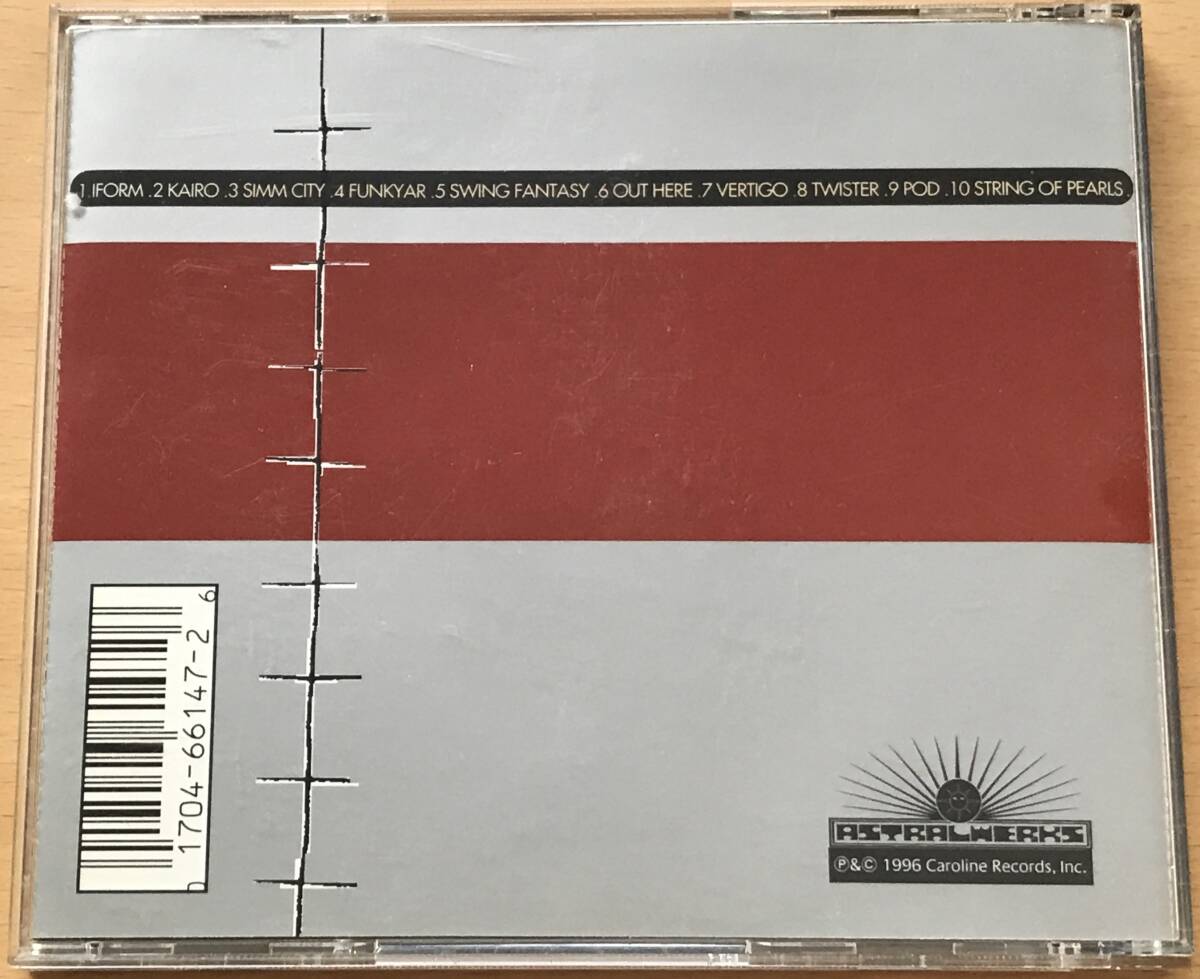 1 IFORM .2 KAIRO .3 SIMM CITY .4 FUNKYAR .5 SWING FANTASY .6 OUT HERE .7 VERTIGO .8 TWISTER .9 POD .10 STRING OF PEARLS
0 1704-66147-2 6
ASTRALWERKS
℗&© 1996 Caroline Records, Inc.